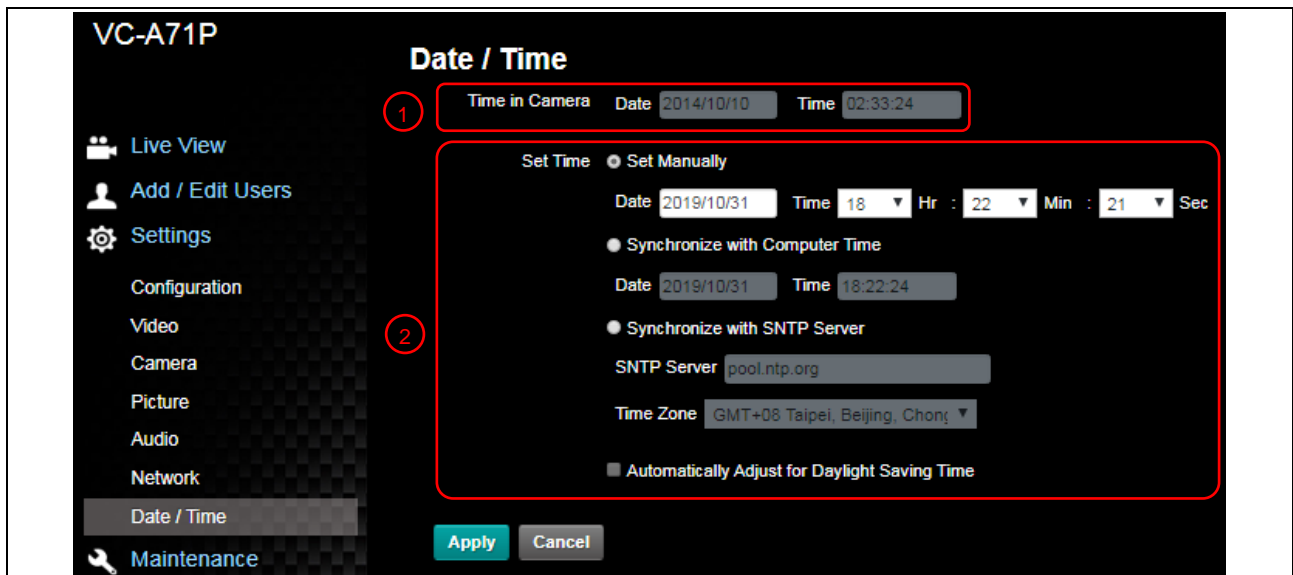 VC-A71P
Date / Time
1
Time in Camera Date 2014/10/10 Time 02:33:24
Live View
Add / Edit Users
Settings
Configuration
Video
Camera
Picture
Audio
Network
Date / Time
Maintenance
2
Set Time Set Manually
Date 2019/10/31 Time 18 Hr : 22 Min : 21 Sec
Synchronize with Computer Time
Date 2019/10/31 Time 18:22:24
Synchronize with SNTP Server
SNTP Server pool.ntp.org
Time Zone GMT+08 Taipei, Beijing, Chong
Automatically Adjust for Daylight Saving Time
Apply Cancel